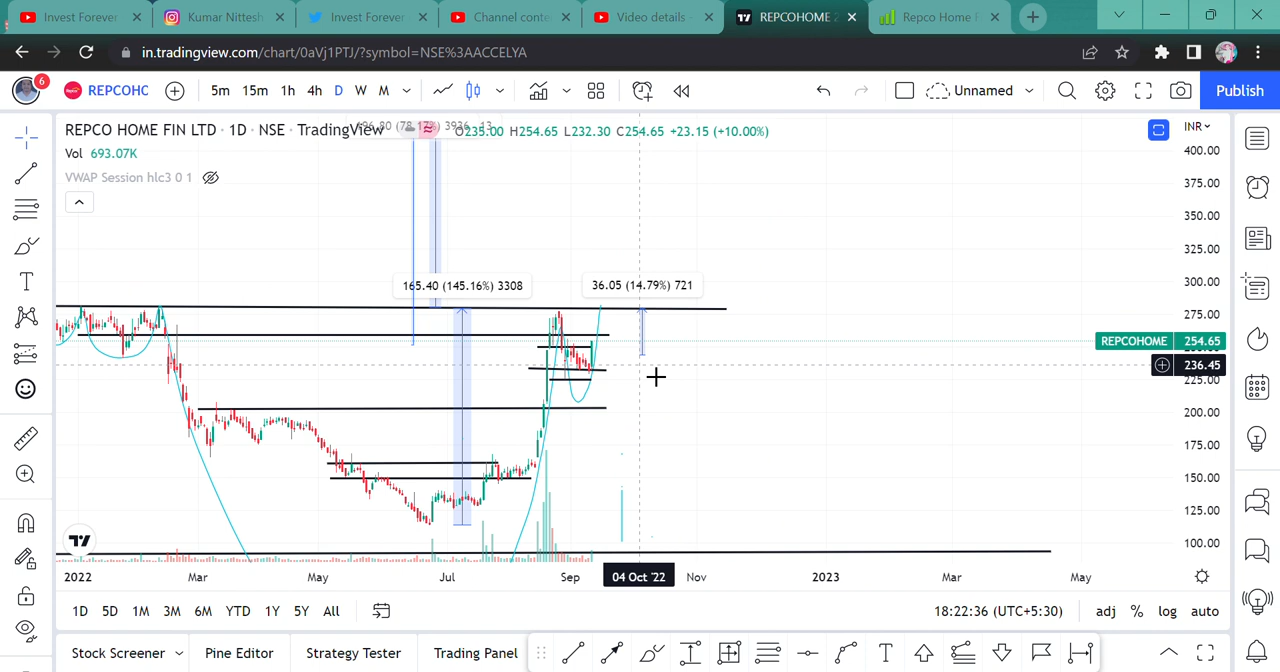 Invest Forever
Kumar Nittesh
Invest Forever
Channel conte
Video details -
REPCOHOME 2
Repco Home F
in.tradingview.com/chart/0aVj1PTJ/?symbol=NSE%3AACCELYA
6
REPCOHC
5m 15m 1h 4h D W M
Unnamed
Publish
REPCO HOME FIN LTD · 1D · NSE · TradingView
O235.00 H254.65 L232.30 C254.65 +23.15 (+10.00%)
INR
Vol 693.07K
VWAP Session hlc3 0 1
400.00
375.00
350.00
325.00
300.00
275.00
225.00
200.00
175.00
150.00
125.00
100.00
165.40 (145.16%) 3308
36.05 (14.79%) 721
REPCOHOME 254.65
236.45
2022 Mar May Jul Sep 04 Oct '22 Nov 2023 Mar May
1D 5D 1M 3M 6M YTD 1Y 5Y All
18:22:36 (UTC+5:30) adj % log auto
Stock Screener Pine Editor Strategy Tester Trading Panel